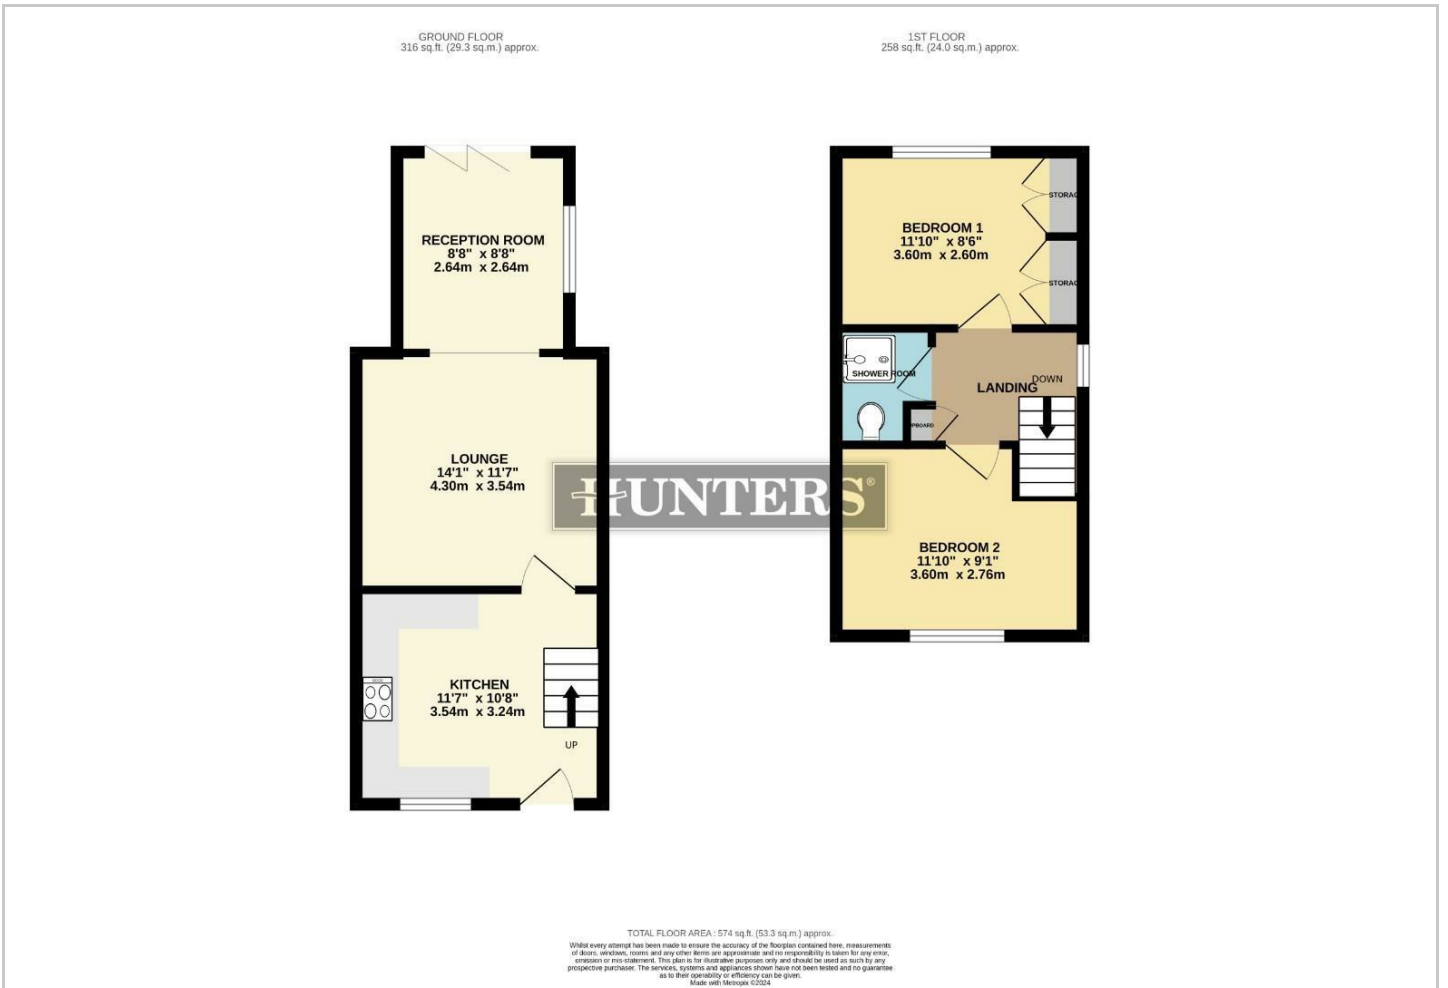 GROUND FLOOR
316 sq.ft. (29.3 sq.m.) approx.
1ST FLOOR
258 sq.ft. (24.0 sq.m.) approx.
RECEPTION ROOM
8'8" x 8'8"
2.64m x 2.64m
LOUNGE
14'1" x 11'7"
4.30m x 3.54m
KITCHEN
11'7" x 10'8"
3.54m x 3.24m
UP
BEDROOM 1
11'10" x 8'6"
3.60m x 2.60m
STORAG
STORAG
SHOWER ROOM
DOWN
LANDING
PBOARD
BEDROOM 2
11'10" x 9'1"
3.60m x 2.76m
HUNTERS®
TOTAL FLOOR AREA : 574 sq.ft. (53.3 sq.m.) approx.
Whilst every attempt has been made to ensure the accuracy of the floorplan contained here, measurements
of doors, windows, rooms and any other items are approximate and no responsibility is taken for any error,
omission or mis-statement. This plan is for illustrative purposes only and should be used as such by any
prospective purchaser. The services, systems and appliances shown have not been tested and no guarantee
as to their operability or efficiency can be given.
Made with Metropix ©2024